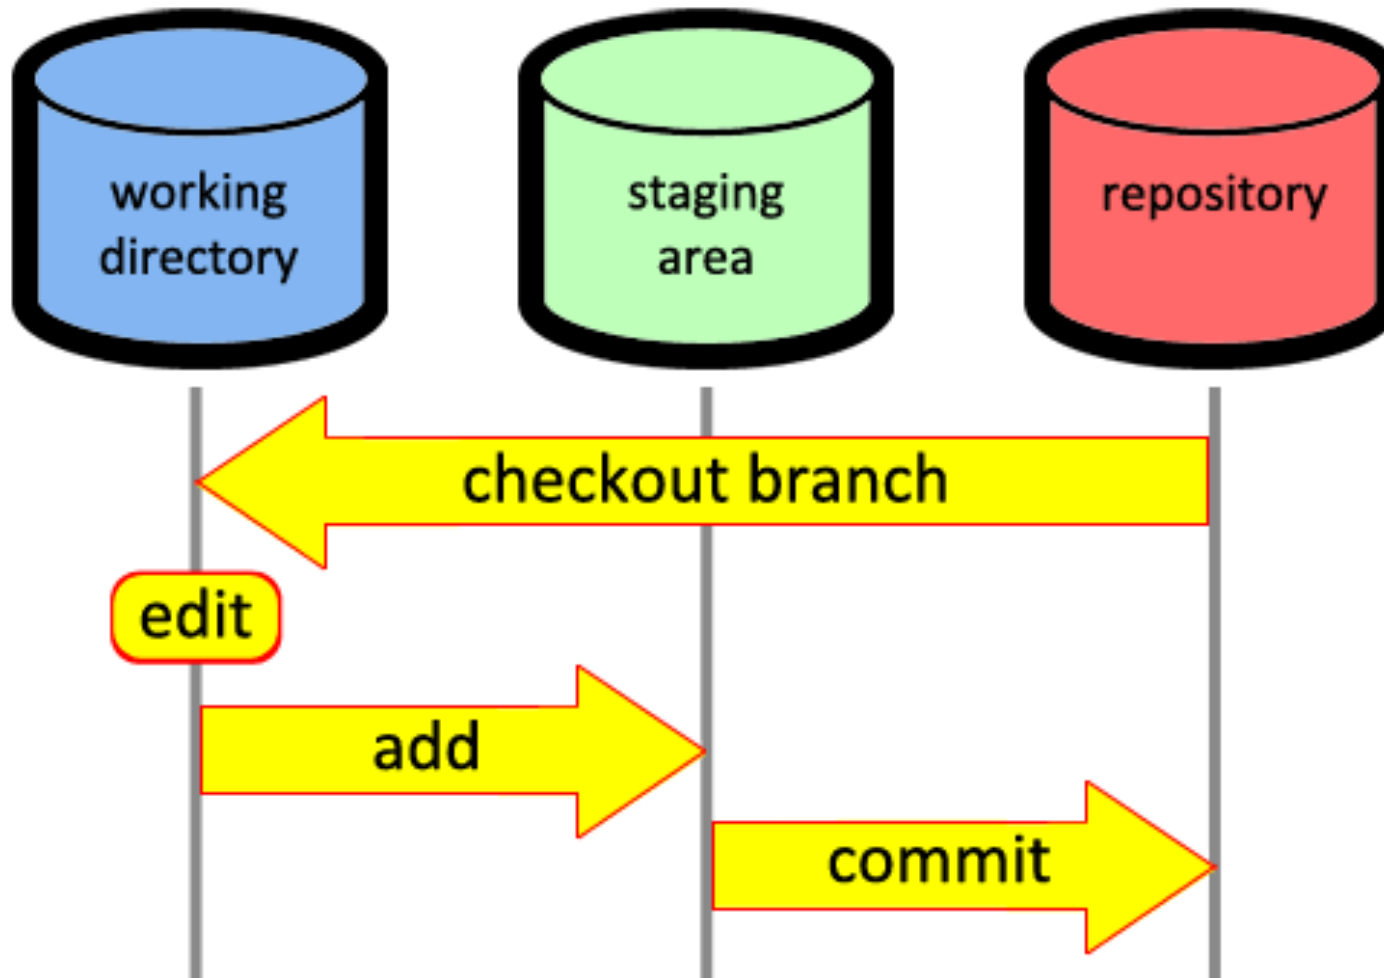 working
directory
staging
area
repository
checkout branch
edit
add
commit